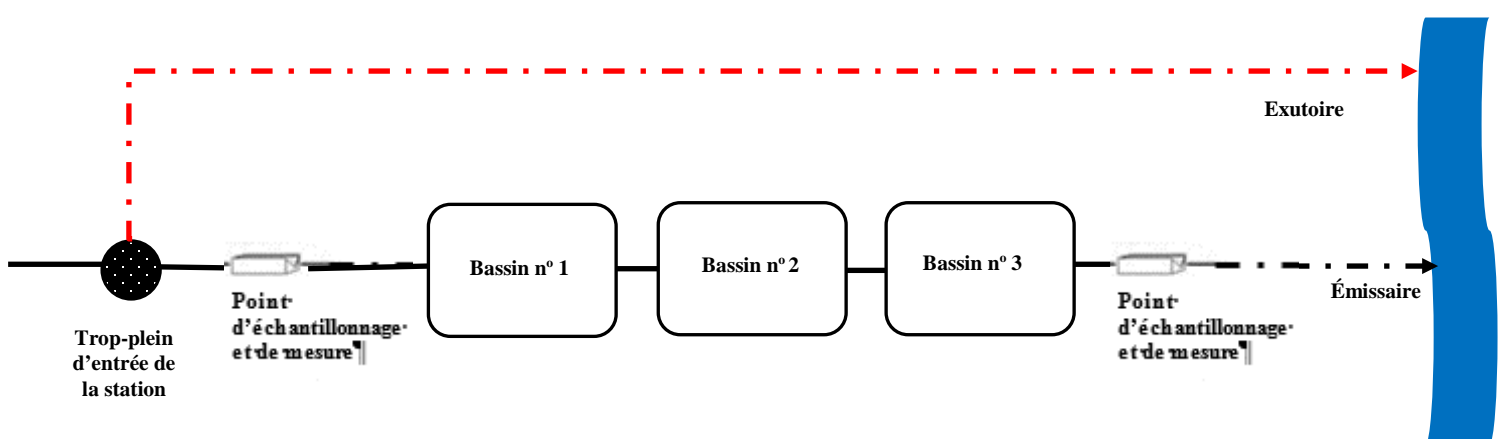 Exutoire
Bassin nº 1
Bassin nº 2
Bassin nº 3
Émissaire
Point·
d'échantillonnage·
et·de·mesure¶
Point·
d'échantillonnage·
et·de·mesure¶
Trop-plein
d'entrée de
la station